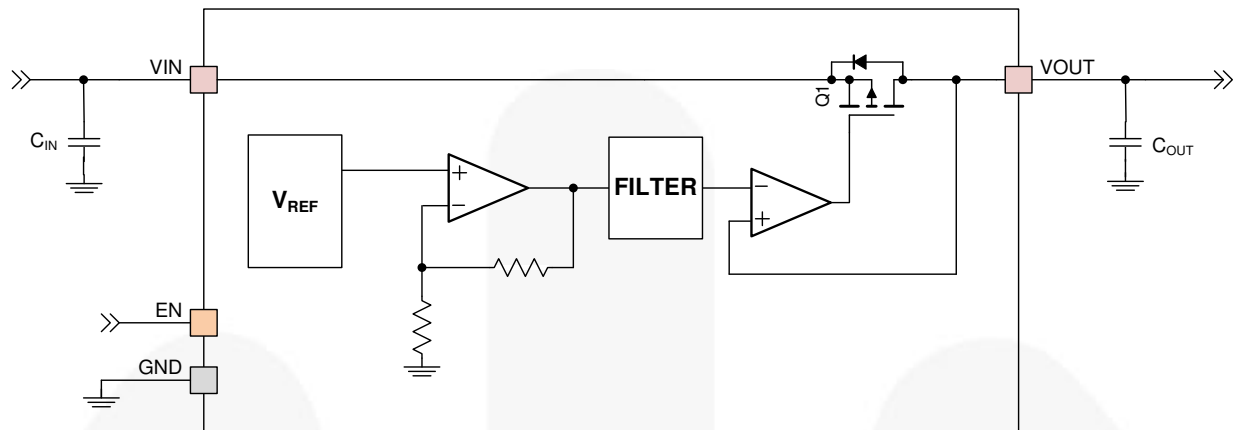 VIN
VOUT
Q1
C_IN
C_OUT
V_REF
+
−
FILTER
−
+
EN
GND